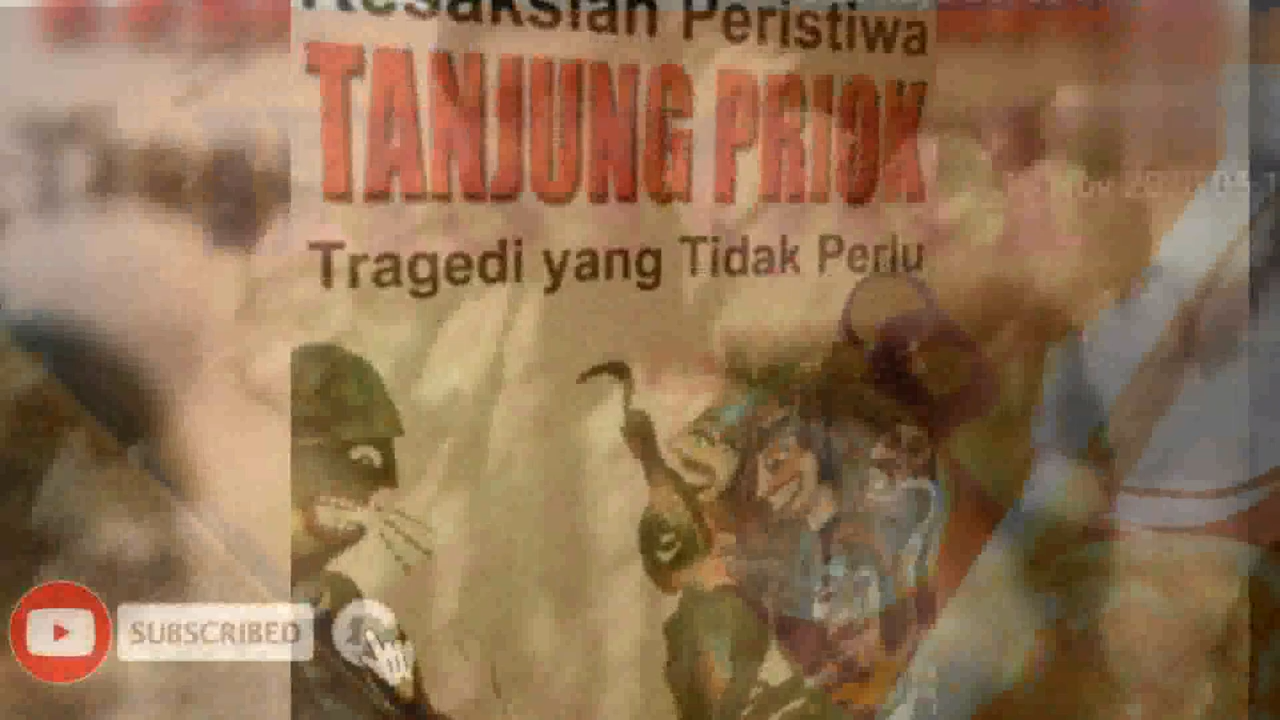 Kesaksian Peristiwa
TANJUNG PRIOK
Tragedi yang Tidak Perlu
SUBSCRIBED